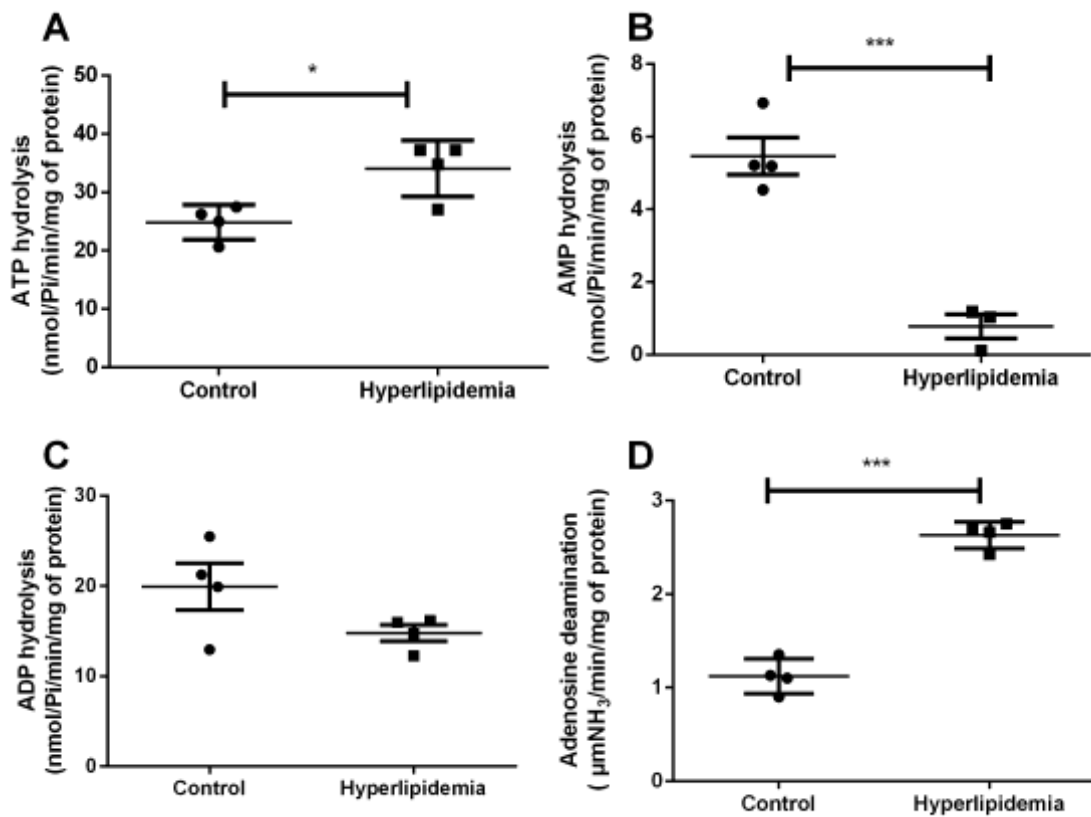 A
*
50
40
30
20
10
0
ATP hydrolysis
(nmol/Pi/min/mg of protein)
Control
Hyperlipidemia
B
***
8
6
4
2
0
AMP hydrolysis
(nmol/Pi/min/mg of protein)
Control
Hyperlipidemia
C
30
20
10
0
ADP hydrolysis
(nmol/Pi/min/mg of protein)
Control
Hyperlipidemia
D
***
3
2
1
0
Adenosine deamination
( µmNH₃/min/mg of protein)
Control
Hyperlipidemia